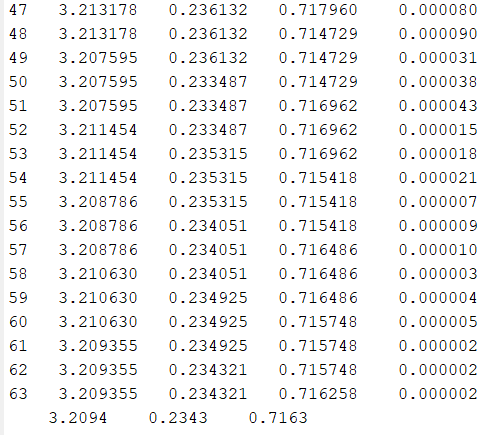 47 3.213178 0.236132 0.717960 0.000080
48 3.213178 0.236132 0.714729 0.000090
49 3.207595 0.236132 0.714729 0.000031
50 3.207595 0.233487 0.714729 0.000038
51 3.207595 0.233487 0.716962 0.000043
52 3.211454 0.233487 0.716962 0.000015
53 3.211454 0.235315 0.716962 0.000018
54 3.211454 0.235315 0.715418 0.000021
55 3.208786 0.235315 0.715418 0.000007
56 3.208786 0.234051 0.715418 0.000009
57 3.208786 0.234051 0.716486 0.000010
58 3.210630 0.234051 0.716486 0.000003
59 3.210630 0.234925 0.716486 0.000004
60 3.210630 0.234925 0.715748 0.000005
61 3.209355 0.234925 0.715748 0.000002
62 3.209355 0.234321 0.715748 0.000002
63 3.209355 0.234321 0.716258 0.000002
3.2094 0.2343 0.7163